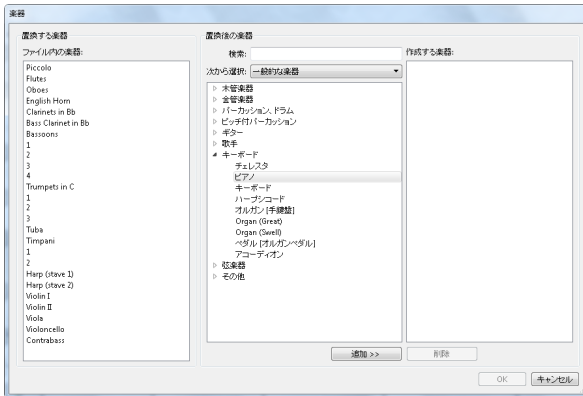 楽器
置換する楽器
ファイル内の楽器:
Piccolo
Flutes
Oboes
English Horn
Clarinets in Bb
Bass Clarinet in Bb
Bassoons
1
2
3
4
Trumpets in C
1
2
3
Tuba
Timpani
1
2
Harp (stave 1)
Harp (stave 2)
Violin I
Violin II
Viola
Violoncello
Contrabass
置換後の楽器
検索:
次から選択: 一般的な楽器
木管楽器
金管楽器
パーカッション、ドラム
ピッチ付パーカッション
ギター
歌手
キーボード
チェレスタ
ピアノ
キーボード
ハープシコード
オルガン [手鍵盤]
Organ (Great)
Organ (Swell)
ペダル [オルガンペダル]
アコーディオン
弦楽器
その他
作成する楽器:
追加 >>
削除
OK
キャンセル